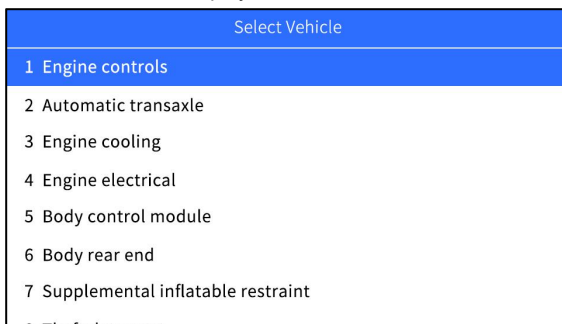 Select Vehicle
1 Engine controls
2 Automatic transaxle
3 Engine cooling
4 Engine electrical
5 Body control module
6 Body rear end
7 Supplemental inflatable restraint